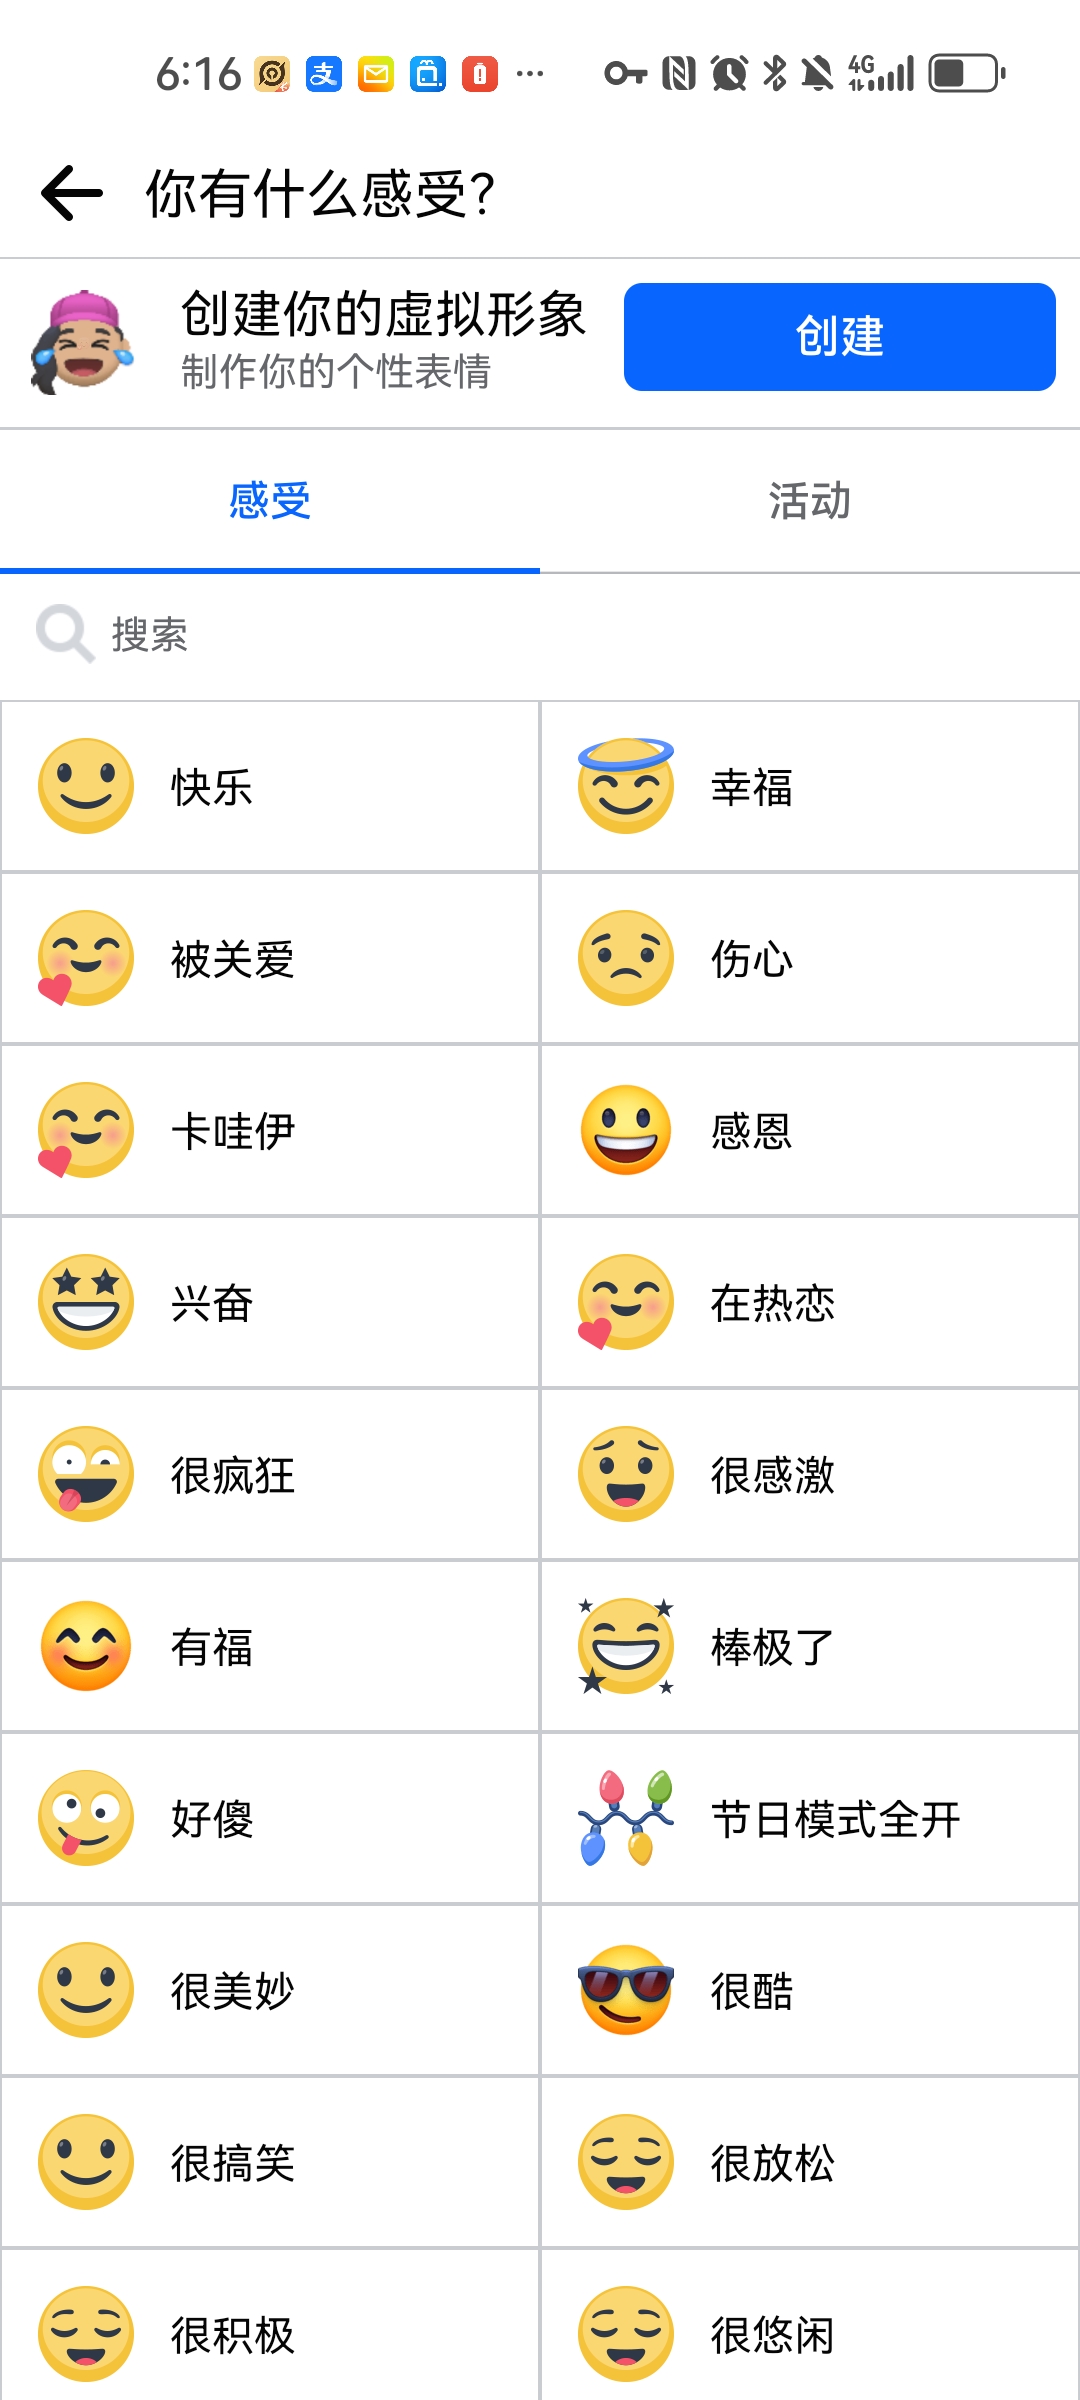 6:16 支 4G
你有什么感受？
创建你的虚拟形象
制作你的个性表情
创建
感受 活动
搜索
快乐 幸福
被关爱 伤心
卡哇伊 感恩
兴奋 在热恋
很疯狂 很感激
有福 棒极了
好傻 节日模式全开
很美妙 很酷
很搞笑 很放松
很积极 很悠闲